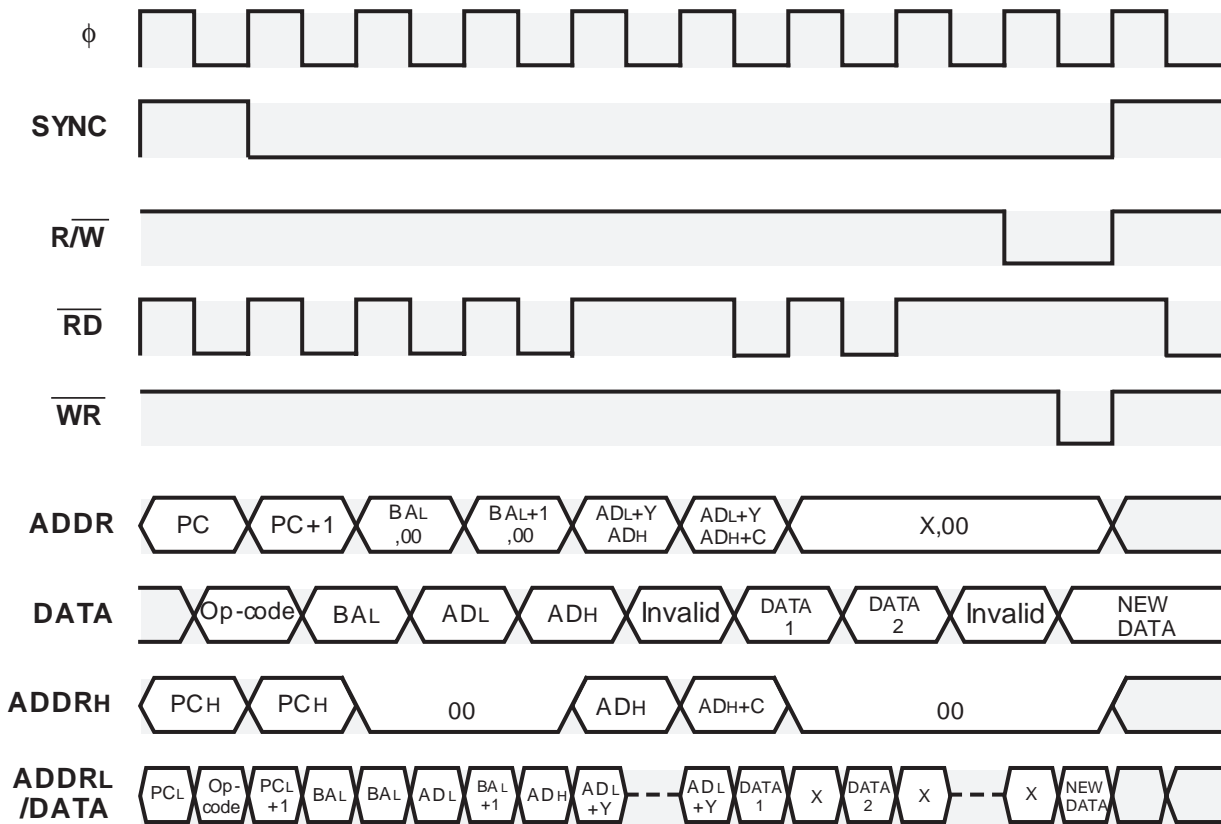 ϕ
SYNC
R/W
RD
WR
ADDR
PC
PC+1
BAL
,00
BAL+1
,00
ADL+Y
ADH
ADL+Y
ADH+C
X,00
DATA
Op-code
BAL
ADL
ADH
Invalid
DATA
1
DATA
2
Invalid
NEW
DATA
ADDRH
PCH
PCH
00
ADH
ADH+C
00
ADDRL
/DATA
PCL
Op-
code
PCL
+1
BAL
BAL
ADL
BAL
+1
ADH
ADL
+Y
ADL
+Y
DATA
1
X
DATA
2
X
X
NEW
DATA